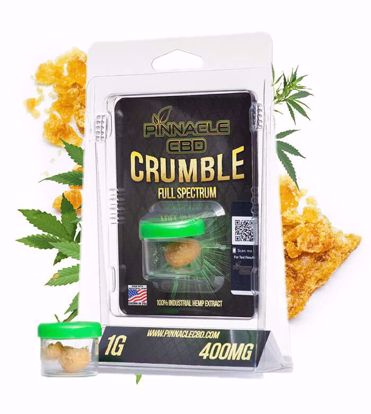 PINNACLE
CBD
CRUMBLE
FULL SPECTRUM
100% INDUSTRIAL HEMP EXTRACT
WWW.PINNACLECBD.COM
1G
400MG